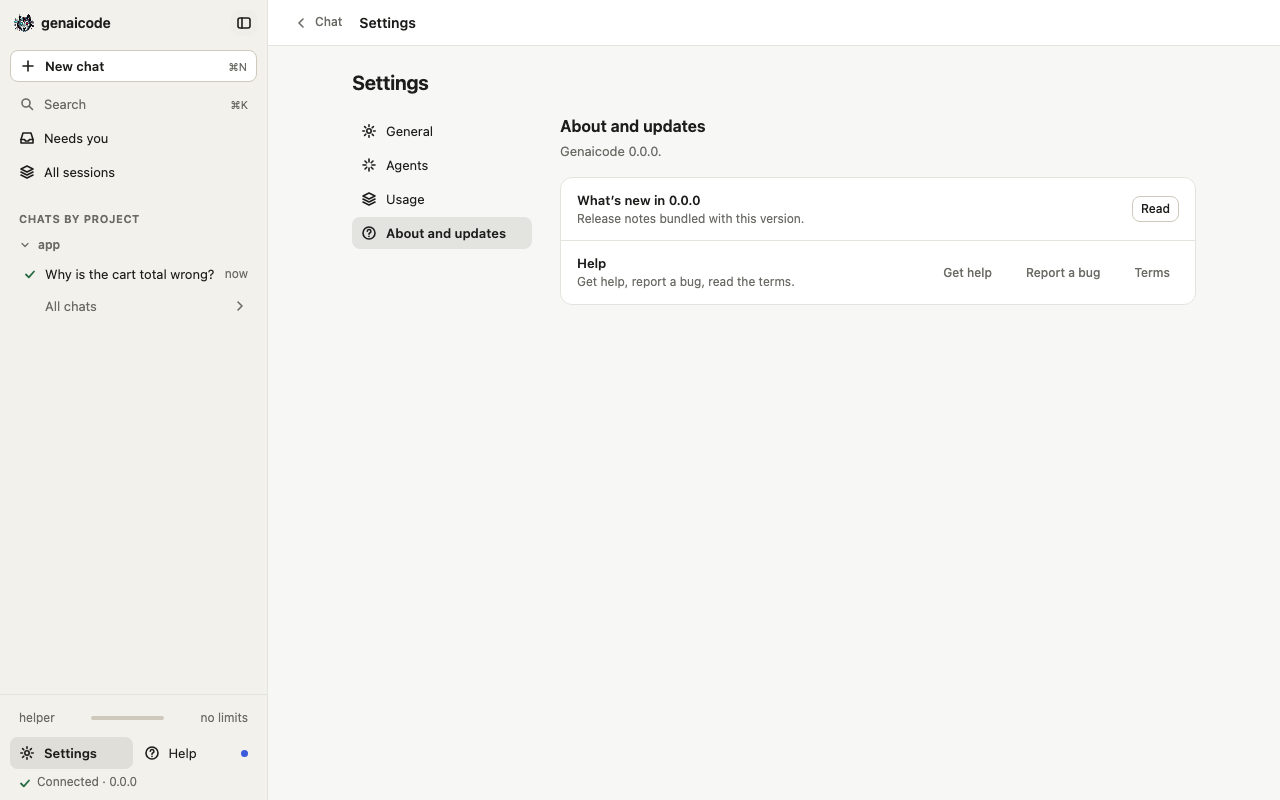 genaicode
New chat ⌘N
Search ⌘K
Needs you
All sessions
CHATS BY PROJECT
app
Why is the cart total wrong? now
All chats
helper no limits
Settings Help
Connected · 0.0.0
Chat Settings
Settings
General
Agents
Usage
About and updates
About and updates
Genaicode 0.0.0.
What's new in 0.0.0
Release notes bundled with this version.
Read
Help
Get help, report a bug, read the terms.
Get help Report a bug Terms